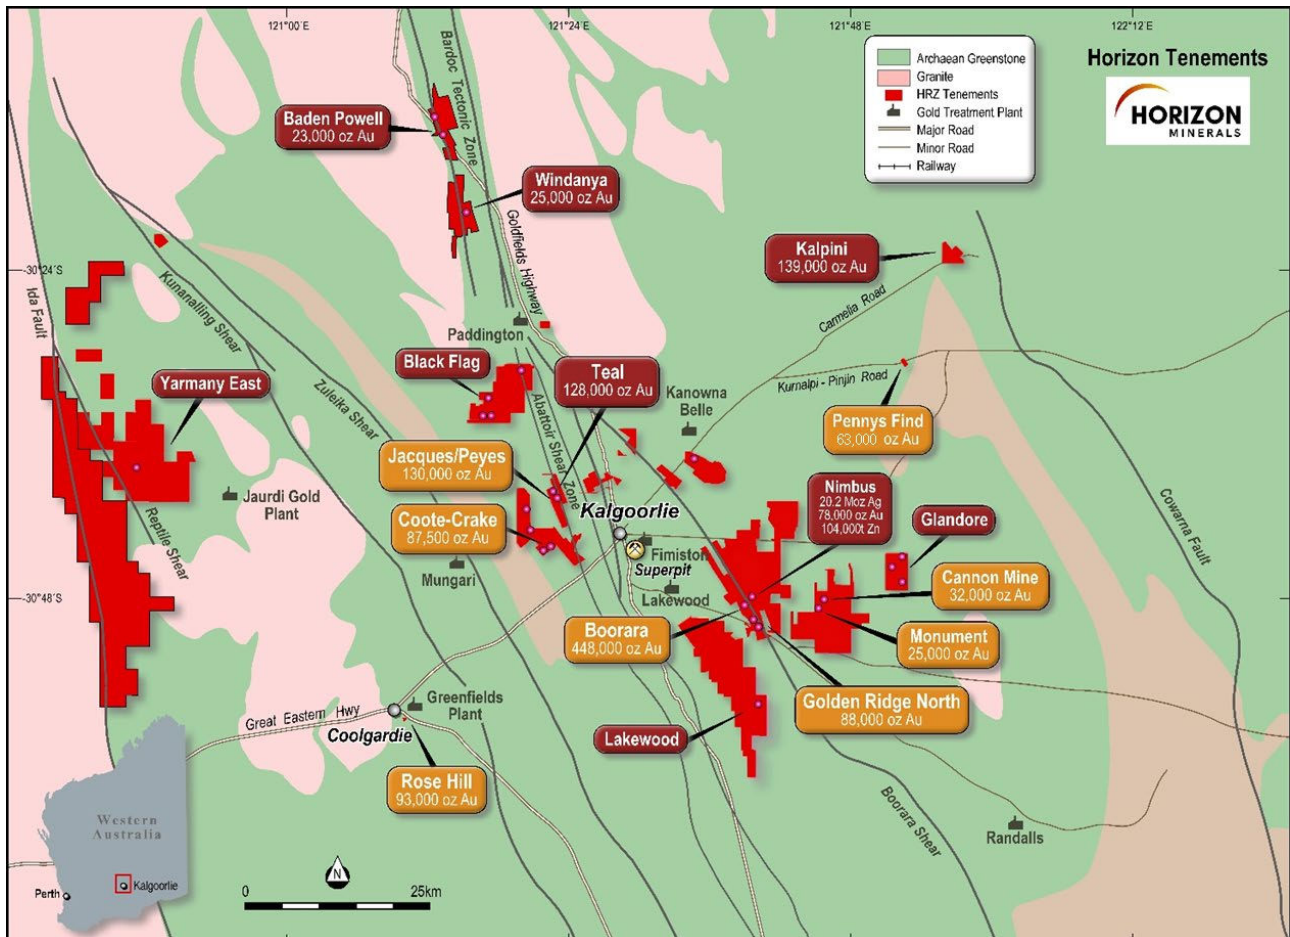 121°00´E
121°24´E
121°48´E
122°12´E
Archaean Greenstone
Granite
HRZ Tenements
Gold Treatment Plant
Major Road
Minor Road
Railway
Horizon Tenements
HORIZON
MINERALS
Bardoc Tectonic Zone
Baden Powell
23,000 oz Au
Windanya
25,000 oz Au
Goldfields Highway
Kalpini
139,000 oz Au
-30°24´S
Ida Fault
Kunanalling Shear
Carmelia Road
Paddington
Black Flag
Teal
128,000 oz Au
Kanowna
Belle
Kurnalpi - Pinjin Road
Yarmany East
Zuleika Shear
Abattoir Shear Zone
Pennys Find
63,000 oz Au
Jacques/Peyes
130,000 oz Au
Jaurdi Gold
Plant
Reptile Shear
Coote-Crake
87,500 oz Au
Kalgoorlie
Nimbus
20.2 Moz Ag
78,000 oz Au
104,000t Zn
Glandore
Cowarna Fault
Fimiston
Superpit
Mungari
Lakewood
Cannon Mine
32,000 oz Au
-30°48´S
Boorara
448,000 oz Au
Monument
25,000 oz Au
Golden Ridge North
88,000 oz Au
Greenfields
Plant
Great Eastern Hwy
Coolgardie
Lakewood
Rose Hill
93,000 oz Au
Boorara Shear
Randalls
Western
Australia
Perth
Kalgoorlie
N
0
25km